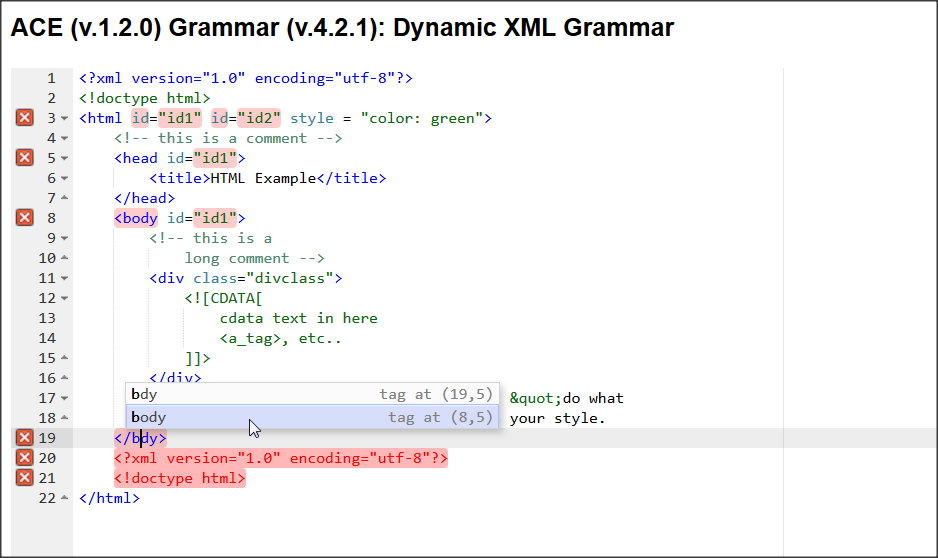 ACE (v.1.2.0) Grammar (v.4.2.1): Dynamic XML Grammar
1 <?xml version="1.0" encoding="utf-8"?>
2 <!doctype html>
3 <html id="id1" id="id2" style = "color: green">
4 <!-- this is a comment -->
5 <head id="id1">
6 <title>HTML Example</title>
7 </head>
8 <body id="id1">
9 <!-- this is a
10 long comment -->
11 <div class="divclass">
12 <![CDATA[
13 cdata text in here
14 <a_tag>, etc..
15 ]]>
16 </div>
bdy tag at (19,5)
17 &quot;do what
body tag at (8,5)
18 your style.
19 </bdy>
20 <?xml version="1.0" encoding="utf-8"?>
21 <!doctype html>
22 </html>